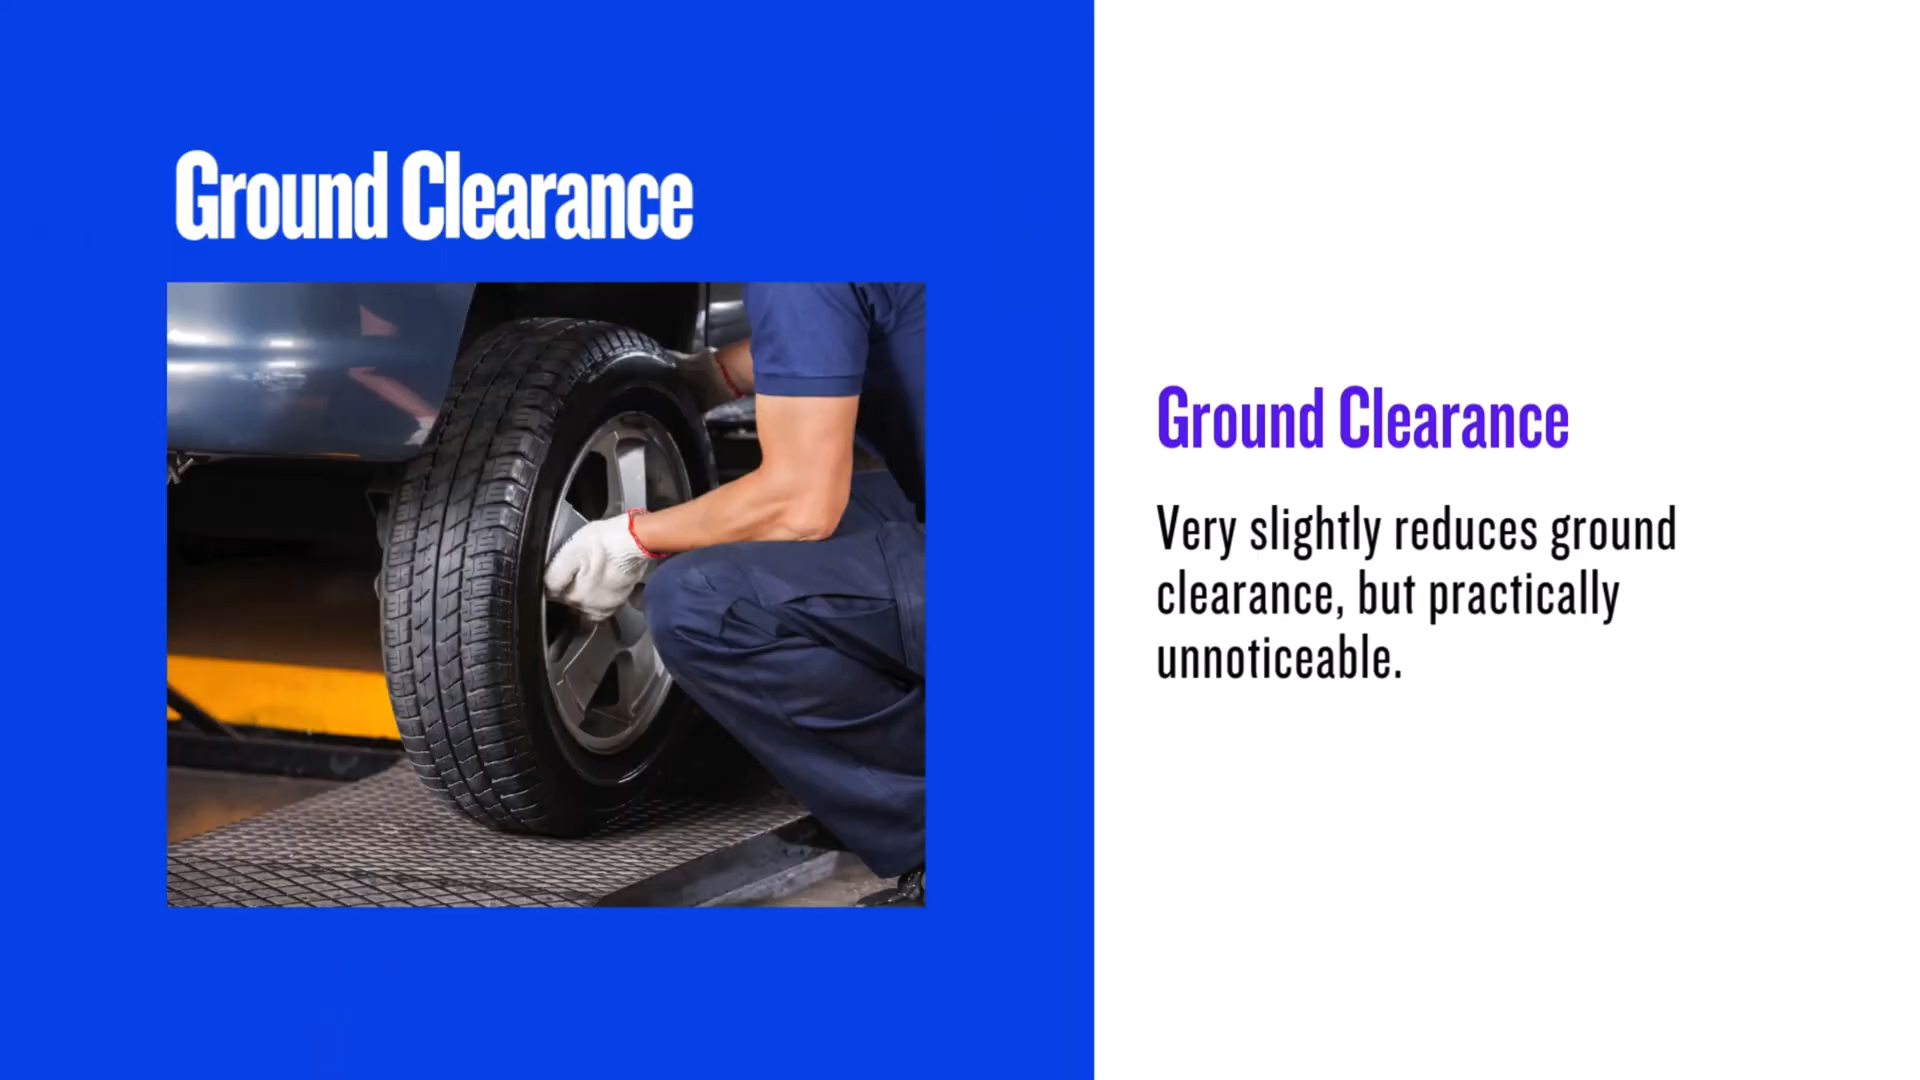 Ground Clearance
Ground Clearance
Very slightly reduces ground
clearance, but practically
unnoticeable.